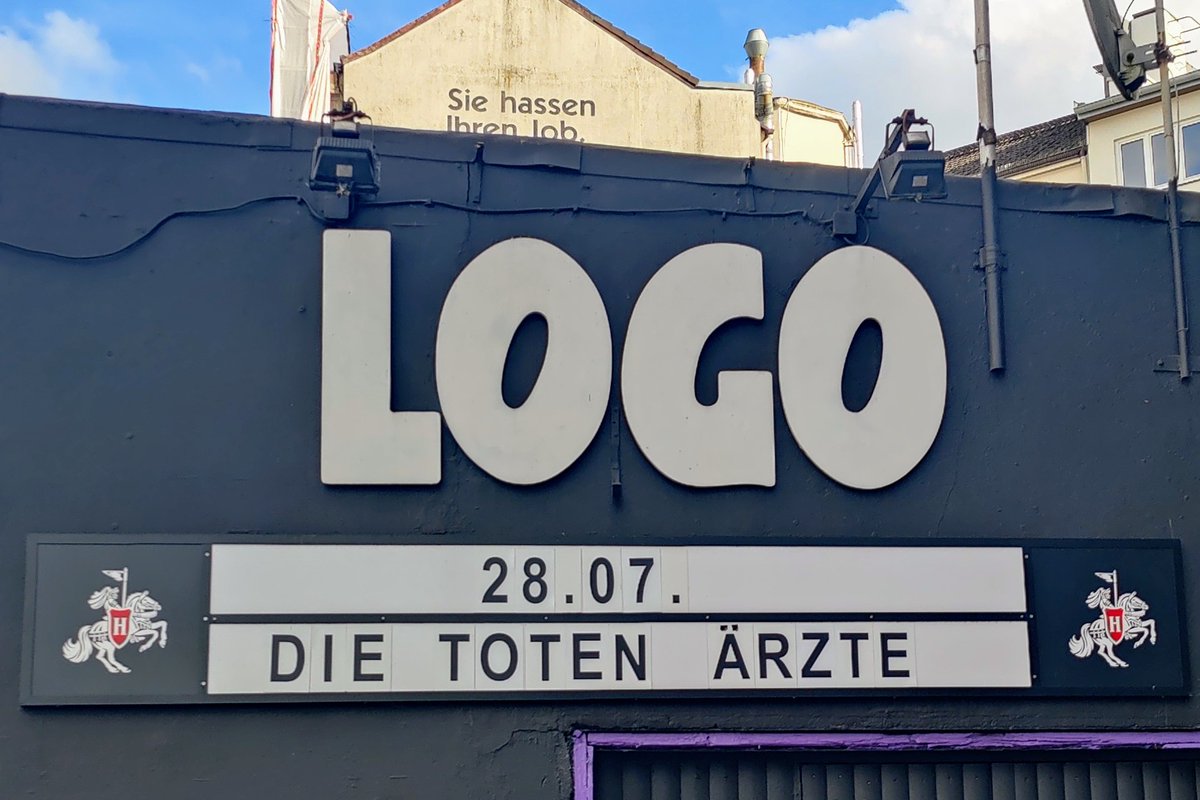 Sie hassen
Ihren Job.
LOGO
28.07.
H
H
DIE TOTEN ÄRZTE